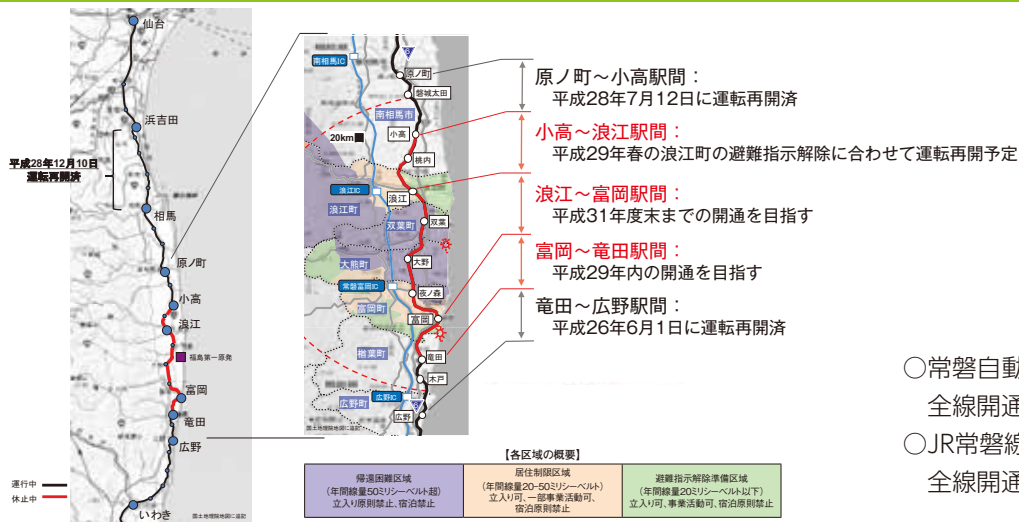 仙台
浜吉田
平成28年12月10日
運転再開済
相馬
原ノ町
小高
浪江
福島第一原発
富岡
竜田
広野
いわき
運行中
休止中
国土地理院地図に追記
南相馬IC
6
原ノ町
磐城太田
南相馬市
20km
小高
桃内
浪江IC
浪江
浪江町
双葉町
双葉
大熊町
大野
常磐富岡IC
夜ノ森
富岡町
富岡
楢葉町
竜田
木戸
広野町
広野IC
6
広野
国土地理院地図に追記
原ノ町~小高駅間:
平成28年7月12日に運転再開済
小高~浪江駅間:
平成29年春の浪江町の避難指示解除に合わせて運転再開予定
浪江~富岡駅間:
平成31年度末までの開通を目指す
富岡~竜田駅間:
平成29年内の開通を目指す
竜田~広野駅間:
平成26年6月1日に運転再開済
【各区域の概要】
帰還困難区域
(年間線量50ミリシーベルト超)
立入り原則禁止、宿泊禁止
居住制限区域
(年間線量20-50ミリシーベルト)
立入り可、一部事業活動可、
宿泊原則禁止
避難指示解除準備区域
(年間線量20ミリシーベルト以下)
立入り可、事業活動可、宿泊原則禁止
○常磐自動
全線開通
○JR常磐線
全線開通